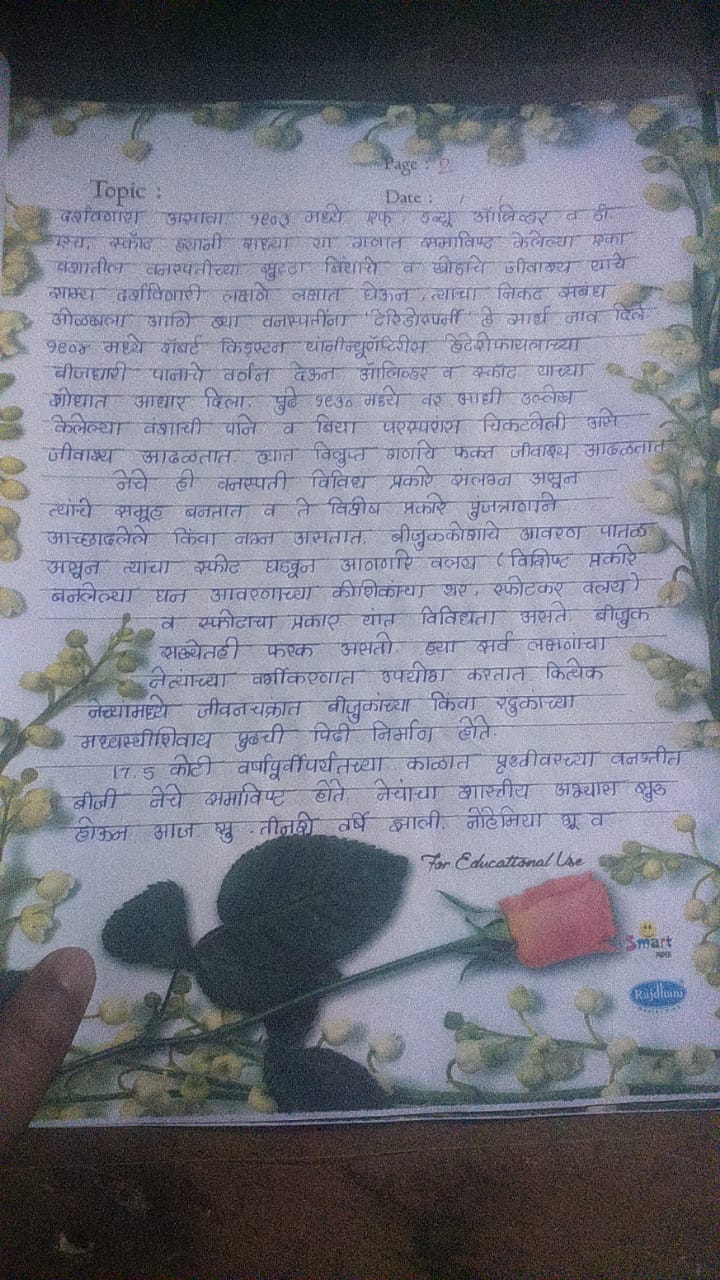 Page : 2
Topic :
Date : / /
दर्शविणारा असावा. १९०३ मध्ये एफ. डब्ल्यू ऑलिव्हर व डी.
एच. स्कॉट ह्यांनी सध्या या गणात समाविष्ट केलेल्या एका
वंशातील वनस्पतीच्या सुट्या बियांचे व खोडाचे जीवाश्म यांचे
साम्य दर्शविणारी लक्षणे लक्षात घेऊन, त्यांचा निकट संबंध
ओळखला आणि ह्या वनस्पतींना 'टेरिडोस्पर्मी' हे सार्थ नाव दिले.
१९०४ मध्ये रॉबर्ट किडस्टन यांनी न्यूरॉप्टेरीस हेटेरोफायलाच्या
बीजधारी पानाचे वर्णन देऊन ऑलिव्हर व स्कॉट यांच्या
शोधात आधार दिला. पुढे १९३० मध्ये वर आधी उल्लेख
केलेल्या वंशाची पाने व बिया परस्परांस चिकटलेली असे
जीवाश्म आढळतात. ह्यात विलुप्त गणांचे फक्त जीवाश्म आढळतात
नेचे ही वनस्पती विविध प्रकारे संलग्न असून
त्यांचे समूह बनतात व ते विशेष प्रकारे पुंजत्राणाने
आच्छादलेले किंवा नग्न असतात. बीजुककोशाचे आवरण पातळ
असून त्याचा स्फोट घडवून आणणारे वलय (विशिष्ट प्रकारे
बनलेल्या घन आवरणाच्या कोशिकांचा थर, स्फोटकर वलय)
व स्फोटाचा प्रकार यांत विविधता असते. बीजुक
संख्येतही फरक असतो. ह्या सर्व लक्षणांचा
नेत्यांच्या वर्गीकरणात उपयोग करतात. कित्येक
नेच्यामध्ये जीवनचक्रात बीजुकांच्या किंवा गंतुकांच्या
मध्यस्थीशिवाय पुढची पिढी निर्माण होते.
17.5 कोटी वर्षापूर्वीपर्यंतच्या काळात पृथ्वीवरच्या वनश्रीत
बीजी नेचे समाविष्ट होते. नेचांचा शास्त्रीय अभ्यास सुरू
होऊन आज सु. तीनशे वर्षे झाली. नेहेमिया ग्रू व
For Educational Use
Smart
PAPER
Rajdhani